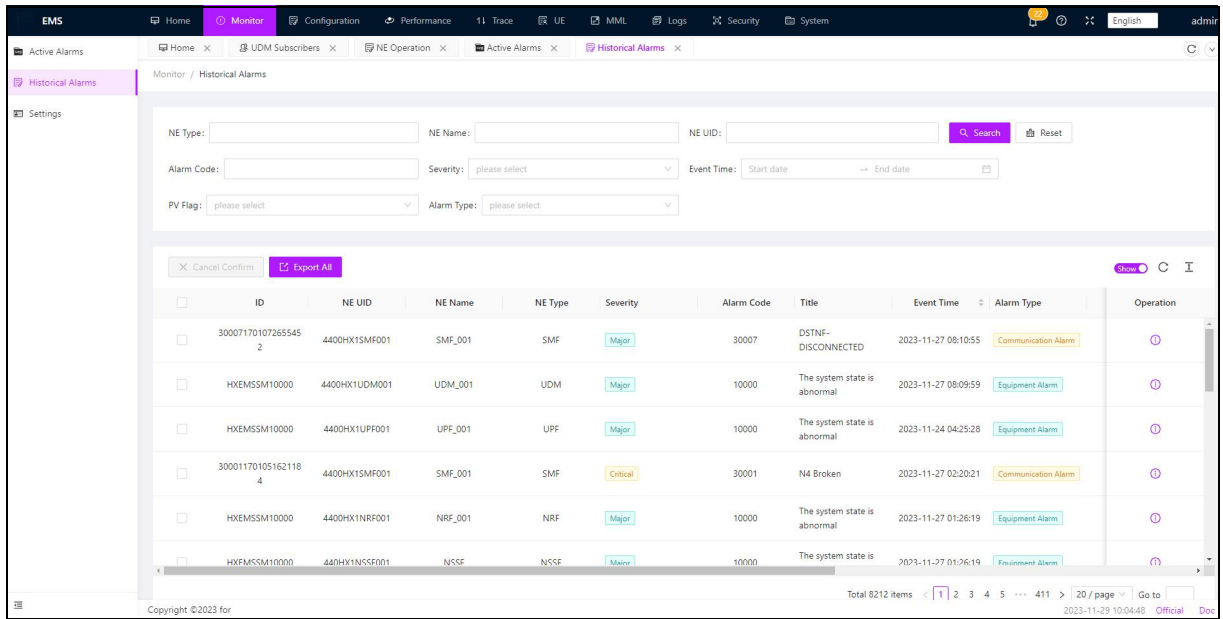 EMS Home Monitor Configuration Performance Trace UE MML Logs Security System 22 English admin
Active Alarms
Historical Alarms
Settings
Home UDM Subscribers NE Operation Active Alarms Historical Alarms
Monitor / Historical Alarms
NE Type: NE Name: NE UID: Search Reset
Alarm Code: Severity: please select Event Time: Start date End date
PV Flag: please select Alarm Type: please select
Cancel Confirm Export All Show
ID NE UID NE Name NE Type Severity Alarm Code Title Event Time Alarm Type Operation
30007170107265545
2 4400HX1SMF001 SMF_001 SMF Major 30007 DSTNF-
DISCONNECTED 2023-11-27 08:10:55 Communication Alarm
HXEMSSM10000 4400HX1UDM001 UDM_001 UDM Major 10000 The system state is
abnormal 2023-11-27 08:09:59 Equipment Alarm
HXEMSSM10000 4400HX1UPF001 UPF_001 UPF Major 10000 The system state is
abnormal 2023-11-24 04:25:28 Equipment Alarm
30001170105162118
4 4400HX1SMF001 SMF_001 SMF Critical 30001 N4 Broken 2023-11-27 02:20:21 Communication Alarm
HXEMSSM10000 4400HX1NRF001 NRF_001 NRF Major 10000 The system state is
abnormal 2023-11-27 01:26:19 Equipment Alarm
HXEMSSM10000 440HX1NSSF001 NSSF NSSF Major 10000 The system state is
abnormal 2023-11-27 01:26:19 Equipment Alarm
Total 8212 items < 1 2 3 4 5 ··· 411 > 20 / page Go to
Copyright ©2023 for 2023-11-29 10:04:48 Official Doc